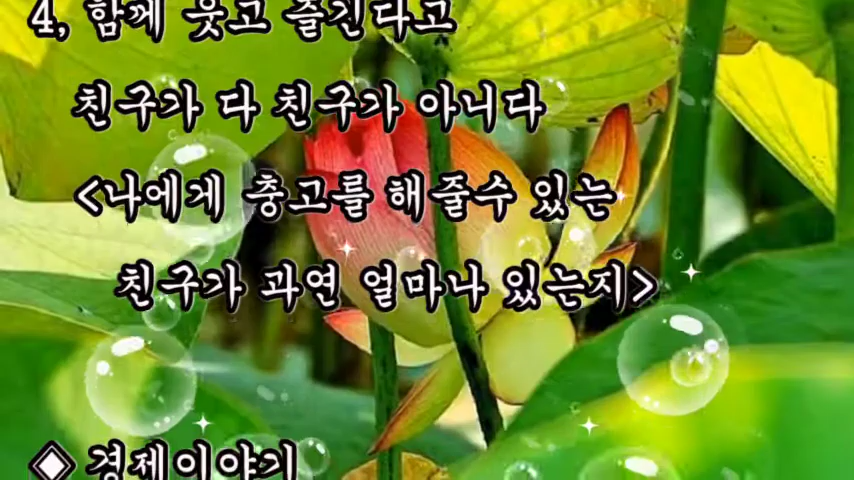 4, 함께 웃고 즐긴다고
친구가 다 친구가 아니다
<나에게 충고를 해줄수 있는
친구가 과연 얼마나 있는지>
◈ 경제이야기